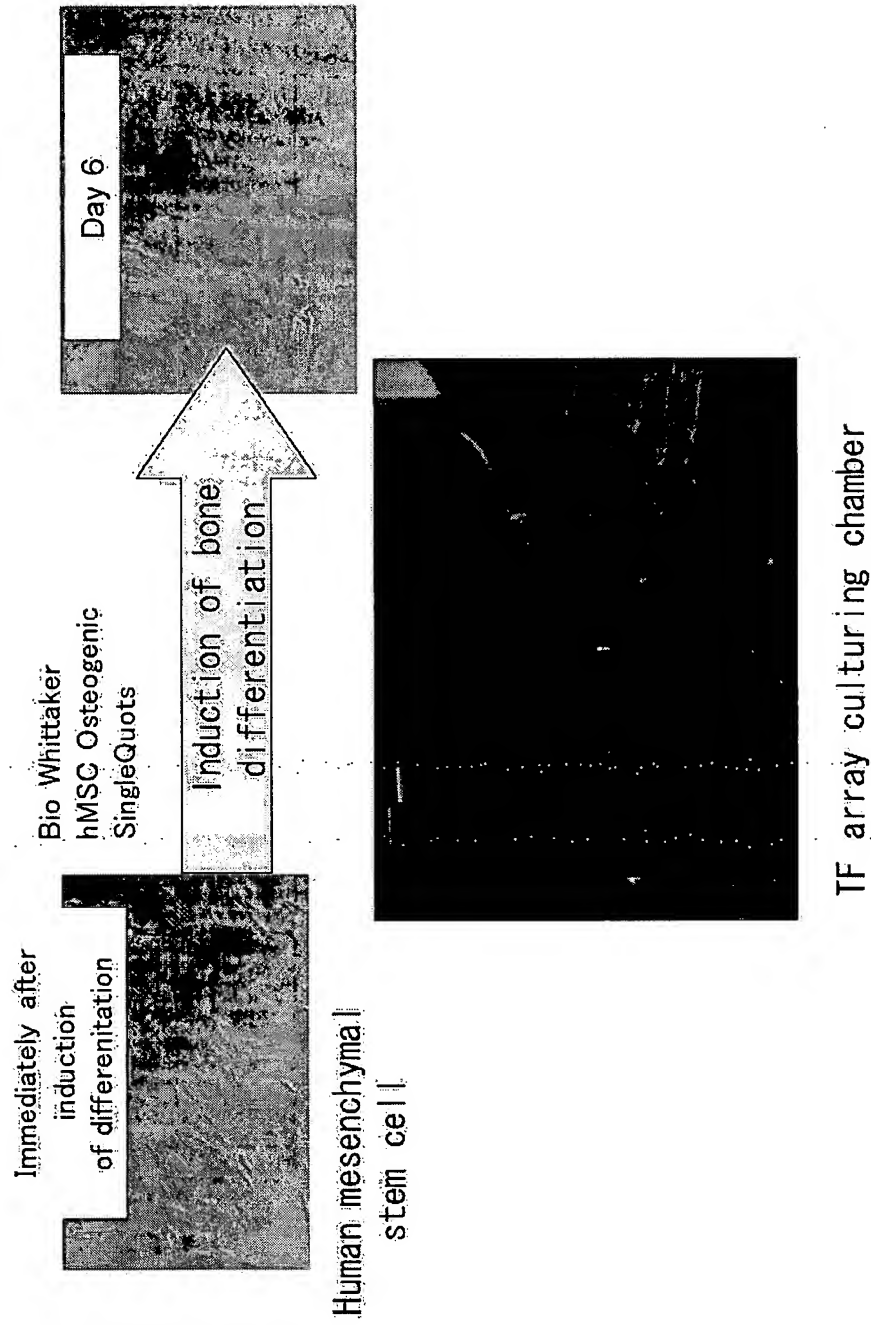 Immediately after
induction
of differenitation
Human mesenchymal
stem cell
Bio Whittaker
hMSC Osteogenic
SingleQuots
Induction of bone
differentiation
Day 6
TF array culturing chamber